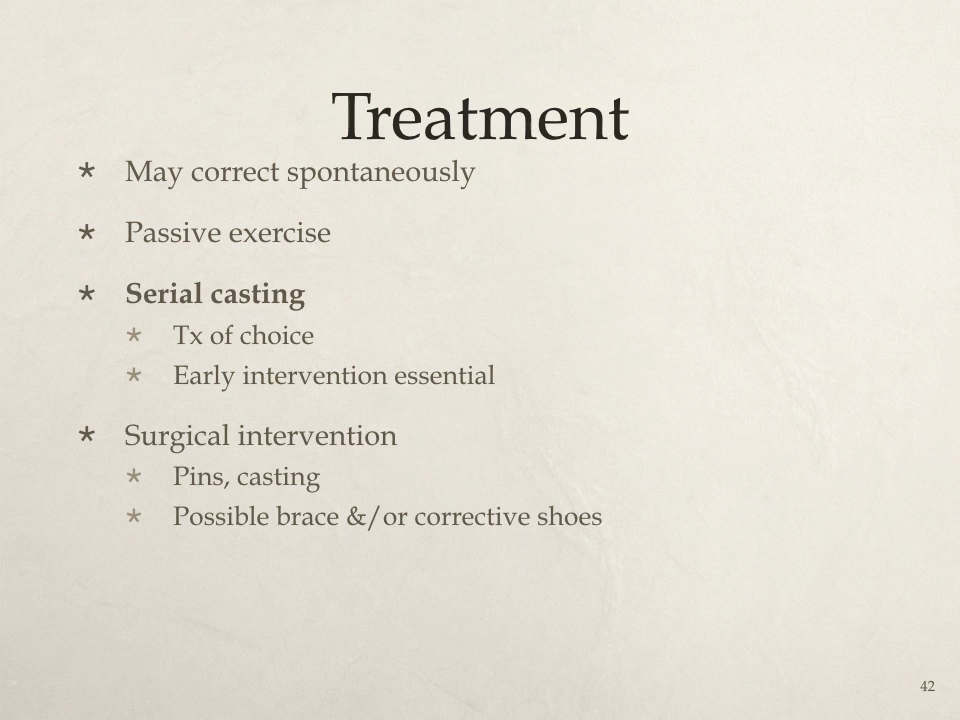 Treatment
* May correct spontaneously
* Passive exercise
* Serial casting
* Tx of choice
* Early intervention essential
* Surgical intervention
* Pins, casting
* Possible brace &/or corrective shoes
42